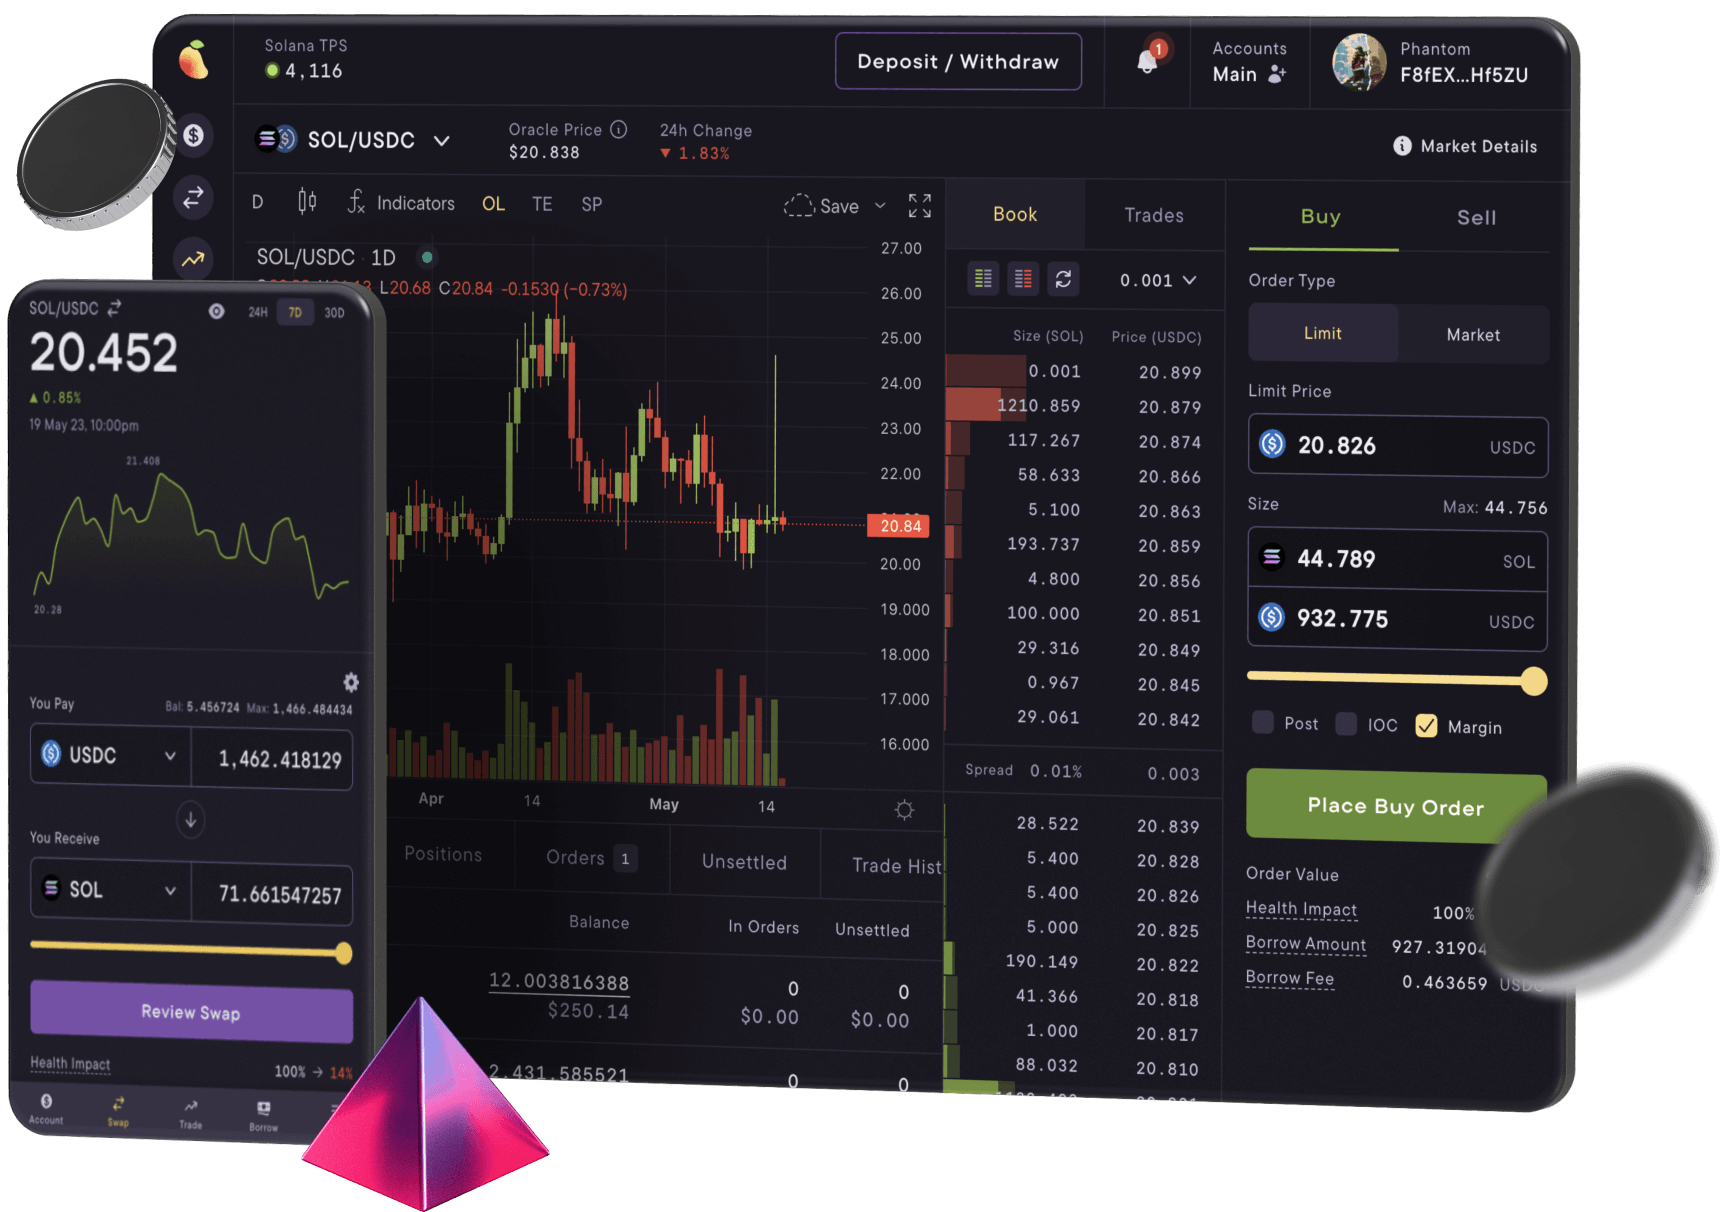 Solana TPS
4,116
Deposit / Withdraw
1
Accounts
Main
Phantom
F8fEX...Hf5ZU
SOL/USDC
Oracle Price
$20.838
24h Change
▼ 1.83%
Market Details
D
Indicators
OL
TE
SP
Save
SOL/USDC · 1D
L20.68 C20.84 -0.1530 (-0.73%)
27.00
26.00
25.00
24.00
23.00
22.00
20.84
20.00
19.000
18.000
17.000
16.000
Apr
14
May
14
Book
Trades
0.001
Size (SOL) Price (USDC)
0.001 20.899
1210.859 20.879
117.267 20.874
58.633 20.866
5.100 20.863
193.737 20.859
4.800 20.856
100.000 20.851
29.316 20.849
0.967 20.845
29.061 20.842
Spread 0.01% 0.003
28.522 20.839
5.400 20.828
5.400 20.826
5.000 20.825
190.149 20.822
41.366 20.818
1.000 20.817
88.032 20.810
Buy
Sell
Order Type
Limit
Market
Limit Price
20.826 USDC
Size
Max: 44.756
44.789 SOL
932.775 USDC
Post
IOC
Margin
Place Buy Order
Order Value
Health Impact 100%
Borrow Amount 927.31904
Borrow Fee 0.463659 USDC
Positions
Orders 1
Unsettled
Trade Hist
Balance In Orders Unsettled
12.003816388 0 0
$250.14 $0.00 $0.00
2,431.585521 0 0
SOL/USDC
24H
7D
30D
20.452
▲ 0.85%
19 May 23, 10:00pm
21.408
20.28
You Pay
Bal: 5.456724 Max: 1,466.484434
USDC
1,462.418129
You Receive
SOL
71.661547257
Review Swap
Health Impact
100% → 14%
Account
Swap
Trade
Borrow